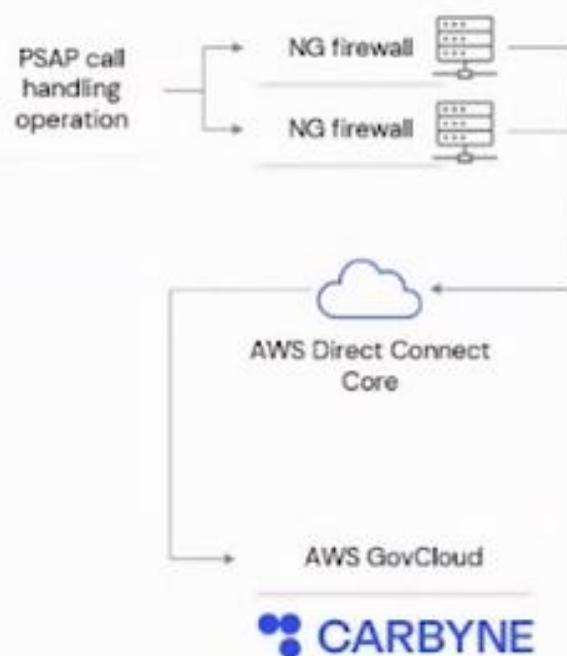 PSAP call
handling
operation
NG firewall
NG firewall
AWS Direct Connect
Core
AWS GovCloud
CARBYNE